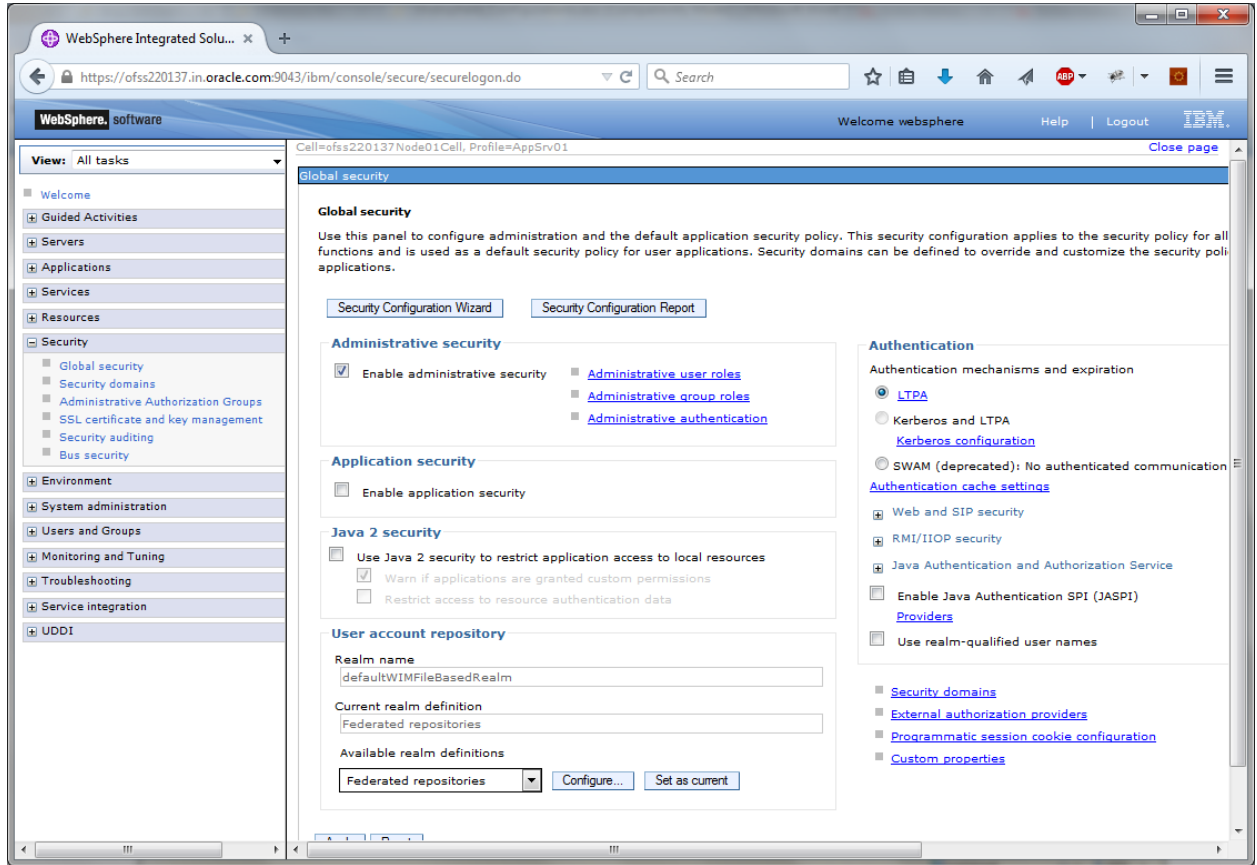 WebSphere Integrated Solu...
https://ofss220137.in.oracle.com:9043/ibm/console/secure/securelogon.do
Search
ABP
WebSphere. software
Welcome websphere
Help | Logout
IBM.
View: All tasks
Welcome
Guided Activities
Servers
Applications
Services
Resources
Security
Global security
Security domains
Administrative Authorization Groups
SSL certificate and key management
Security auditing
Bus security
Environment
System administration
Users and Groups
Monitoring and Tuning
Troubleshooting
Service integration
UDDI
Cell=ofss220137Node01Cell, Profile=AppSrv01
Close page
Global security
Global security
Use this panel to configure administration and the default application security policy. This security configuration applies to the security policy for all
functions and is used as a default security policy for user applications. Security domains can be defined to override and customize the security poli
applications.
Security Configuration Wizard
Security Configuration Report
Administrative security
Enable administrative security
Administrative user roles
Administrative group roles
Administrative authentication
Application security
Enable application security
Java 2 security
Use Java 2 security to restrict application access to local resources
Warn if applications are granted custom permissions
Restrict access to resource authentication data
User account repository
Realm name
defaultWIMFileBasedRealm
Current realm definition
Federated repositories
Available realm definitions
Federated repositories
Configure...
Set as current
Authentication
Authentication mechanisms and expiration
LTPA
Kerberos and LTPA
Kerberos configuration
SWAM (deprecated): No authenticated communication
Authentication cache settings
Web and SIP security
RMI/IIOP security
Java Authentication and Authorization Service
Enable Java Authentication SPI (JASPI)
Providers
Use realm-qualified user names
Security domains
External authorization providers
Programmatic session cookie configuration
Custom properties